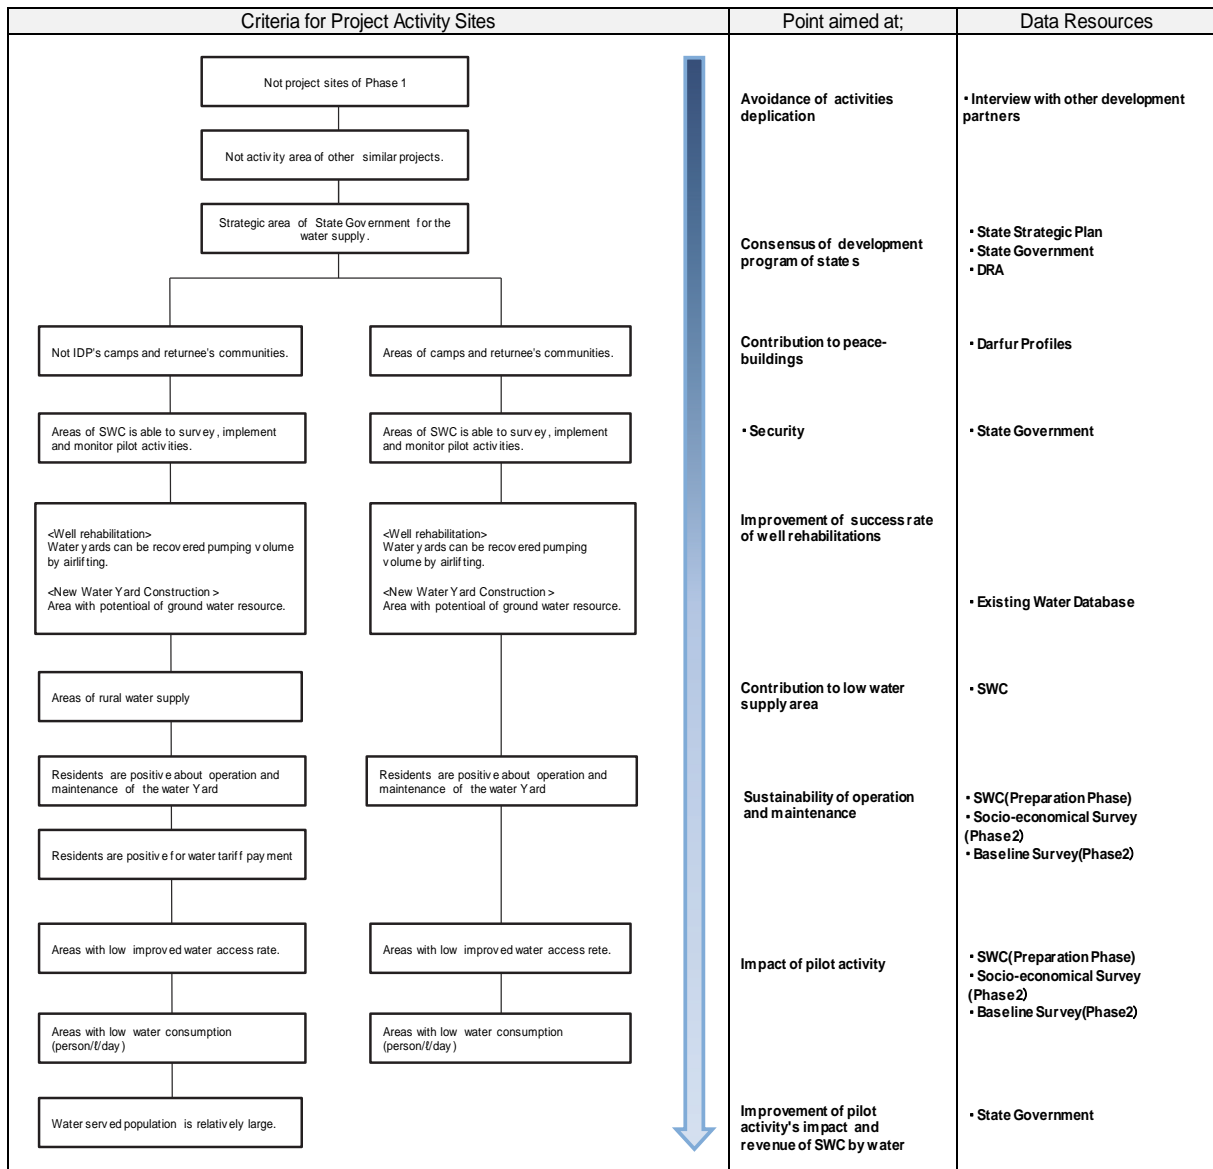 Criteria for Project Activity Sites
Point aimed at;
Data Resources
Not project sites of Phase 1
Avoidance of activities
deplication
・Interview with other development
partners
Not activity area of other similar projects.
Strategic area of State Government for the
water supply.
Consensus of development
program of states
・State Strategic Plan
・State Government
・DRA
Not IDP's camps and returnee's communities.
Areas of camps and returnee's communities.
Contribution to peace-
buildings
・Darfur Profiles
Areas of SWC is able to survey, implement
and monitor pilot activities.
Areas of SWC is able to survey, implement
and monitor pilot activities.
・Security
・State Government
<Well rehabilitation>
Water yards can be recovered pumping volume
by airlifting.
<New Water Yard Construction>
Area with potentioal of ground water resource.
<Well rehabilitation>
Water yards can be recovered pumping
volume by airlifting.
<New Water Yard Construction>
Area with potentioal of ground water resource.
Improvement of success rate
of well rehabilitations
・Existing Water Database
Areas of rural water supply
Contribution to low water
supply area
・SWC
Residents are positive about operation and
maintenance of the water Yard
Residents are positive about operation and
maintenance of the water Yard
Sustainability of operation
and maintenance
・SWC(Preparation Phase)
・Socio-economical Survey
(Phase2)
・Baseline Survey(Phase2)
Residents are positive for water tariff payment
Areas with low improved water access rate.
Areas with low improved water access rete.
Impact of pilot activity
・SWC(Preparation Phase)
・Socio-economical Survey
(Phase2)
・Baseline Survey(Phase2)
Areas with low water consumption
(person/ℓ/day)
Areas with low water consumption
(person/ℓ/day)
Water served population is relatively large.
Improvement of pilot
activity's impact and
revenue of SWC by water
・State Government